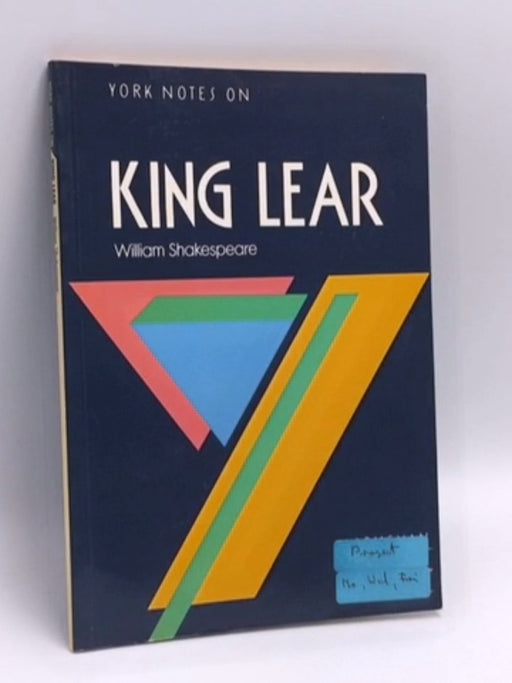 YORK NOTES ON
KING LEAR
William Shakespeare